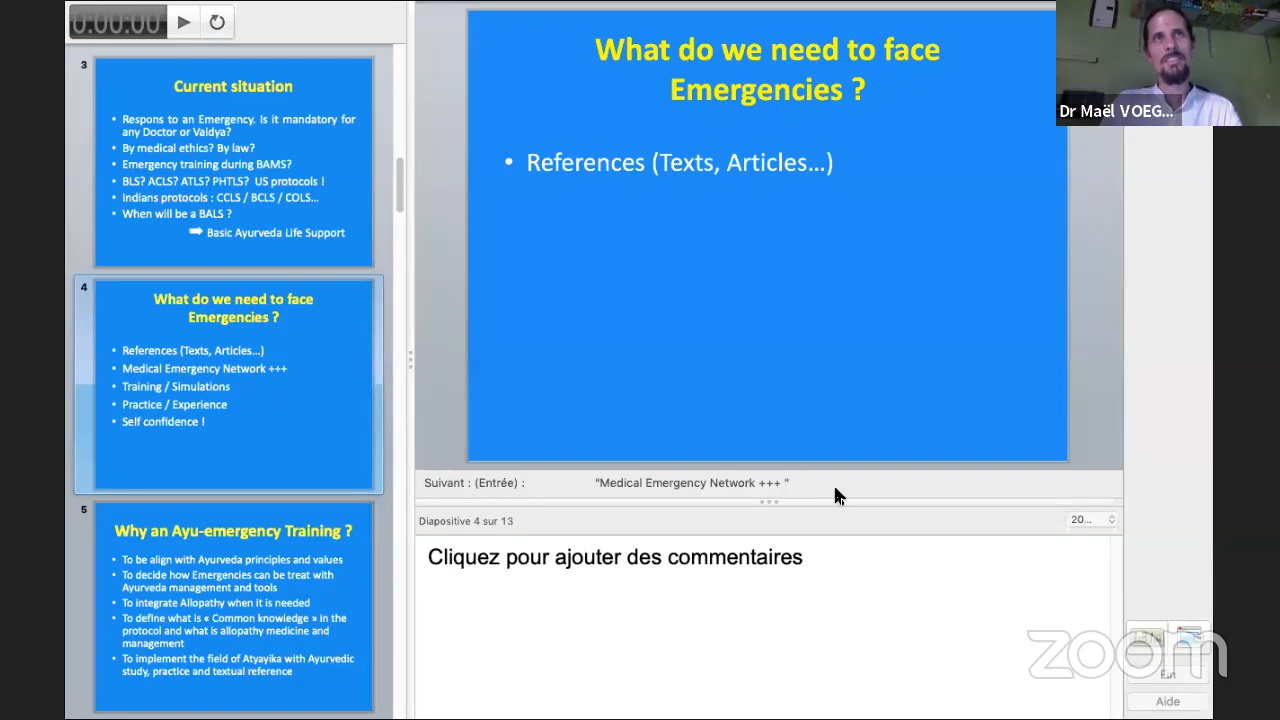 0:00:00
3
Current situation
• Respons to an Emergency. Is it mandatory for
any Doctor or Vaidya?
• By medical ethics? By law?
• Emergency training during BAMS?
• BLS? ACLS? ATLS? PHTLS? US protocols !
• Indians protocols : CCLS / BCLS / COLS...
• When will be a BALS ?
Basic Ayurveda Life Support
4
What do we need to face
Emergencies ?
• References (Texts, Articles...)
• Medical Emergency Network +++
• Training / Simulations
• Practice / Experience
• Self confidence !
5
Why an Ayu-emergency Training ?
• To be align with Ayurveda principles and values
• To decide how Emergencies can be treat with
Ayurveda management and tools
• To integrate Allopathy when it is needed
• To define what is « Common knowledge » in the
protocol and what is allopathy medicine and
management
• To implement the field of Atyayika with Ayurvedic
study, practice and textual reference
What do we need to face
Emergencies ?
• References (Texts, Articles...)
Dr Maël VOEG...
Suivant : (Entrée) : "Medical Emergency Network +++ "
Diapositive 4 sur 13
20...
Cliquez pour ajouter des commentaires
zoom
Ein
Aide